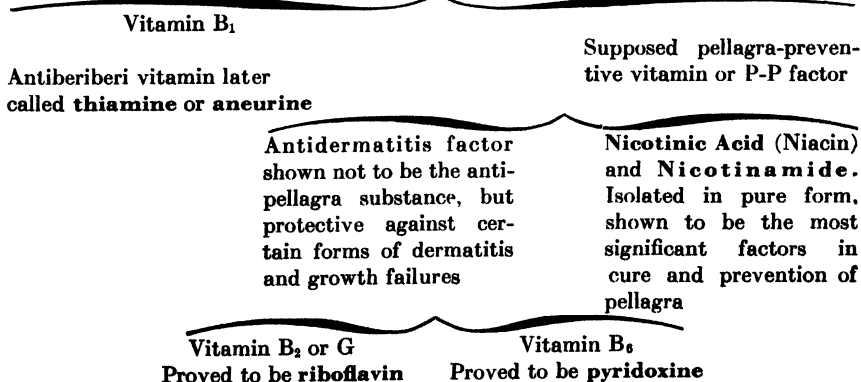 Vitamin B₁
Antiberiberi vitamin later
called thiamine or aneurine
Supposed pellagra-preven-
tive vitamin or P-P factor
Antidermatitis factor
shown not to be the anti-
pellagra substance, but
protective against cer-
tain forms of dermatitis
and growth failures
Nicotinic Acid (Niacin)
and Nicotinamide.
Isolated in pure form,
shown to be the most
significant factors in
cure and prevention of
pellagra
Vitamin B₂ or G
Proved to be riboflavin
Vitamin B₆
Proved to be pyridoxine